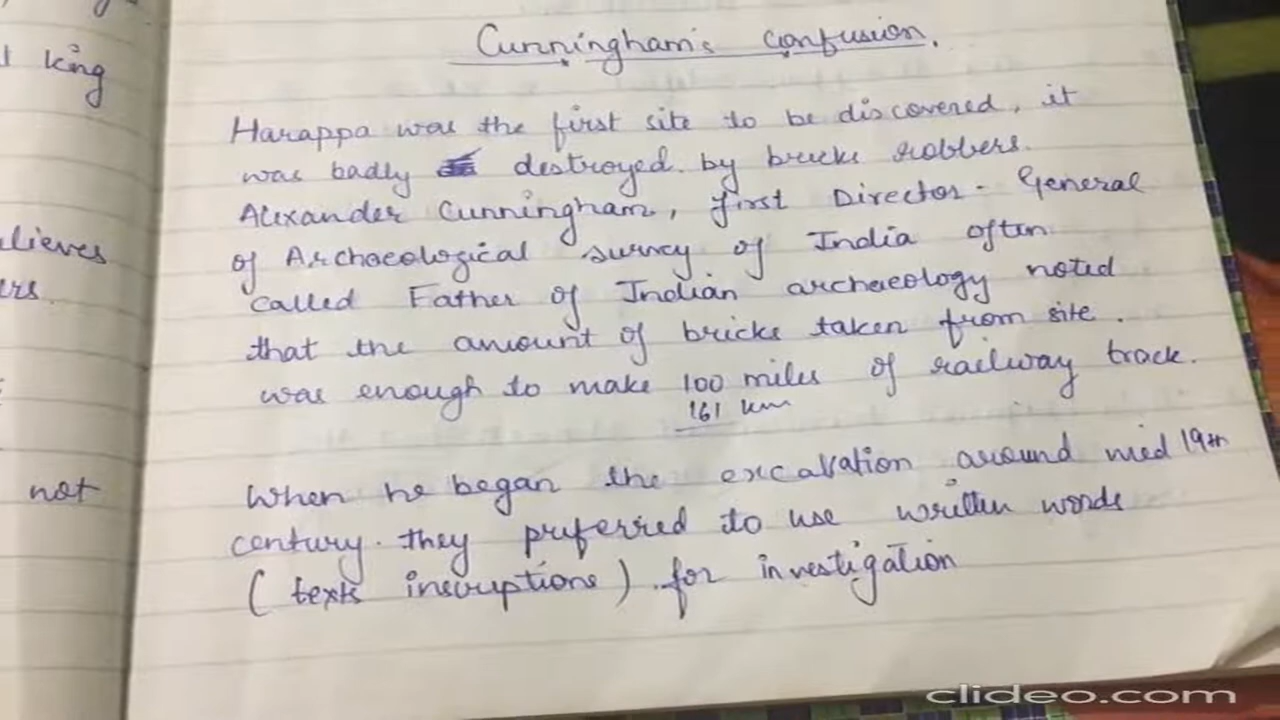 king
lieves
ers.
not
Cunningham's confusion.
Harappa was the first site to be discovered, it
was badly destroyed by bricks robbers.
Alexander Cunningham, first Director - General
of Archaeological survey of India often
called Father of Indian archaeology noted
that the amount of bricks taken from site.
was enough to make 100 miles of railway track.
161 km
When he began the excavation around mid 19th
century. they preferred to use written words
(texts inscriptions) for investigation
clideo.com